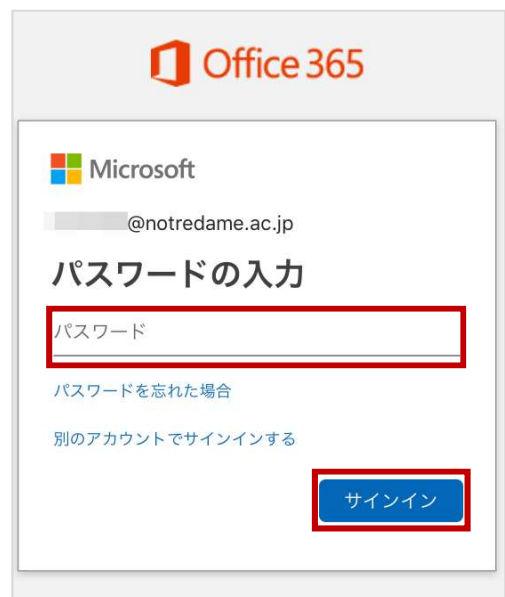 Office 365
Microsoft
@notredame.ac.jp
パスワードの入力
パスワード
パスワードを忘れた場合
別のアカウントでサインインする
サインイン